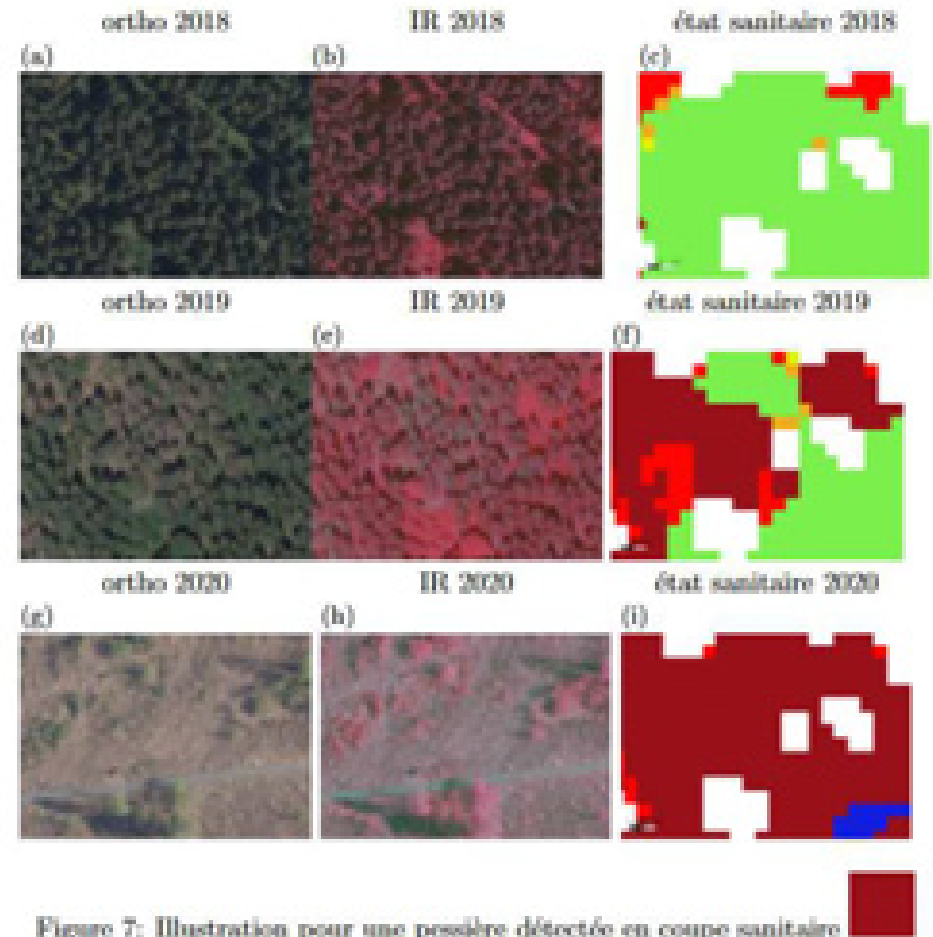 ortho 2018 IR 2018 état sanitaire 2018
(a) (b) (c)
ortho 2019 IR 2019 état sanitaire 2019
(d) (e) (f)
ortho 2020 IR 2020 état sanitaire 2020
(g) (h) (i)
Figure 7: Illustration pour une pessière détectée en coupe sanitaire